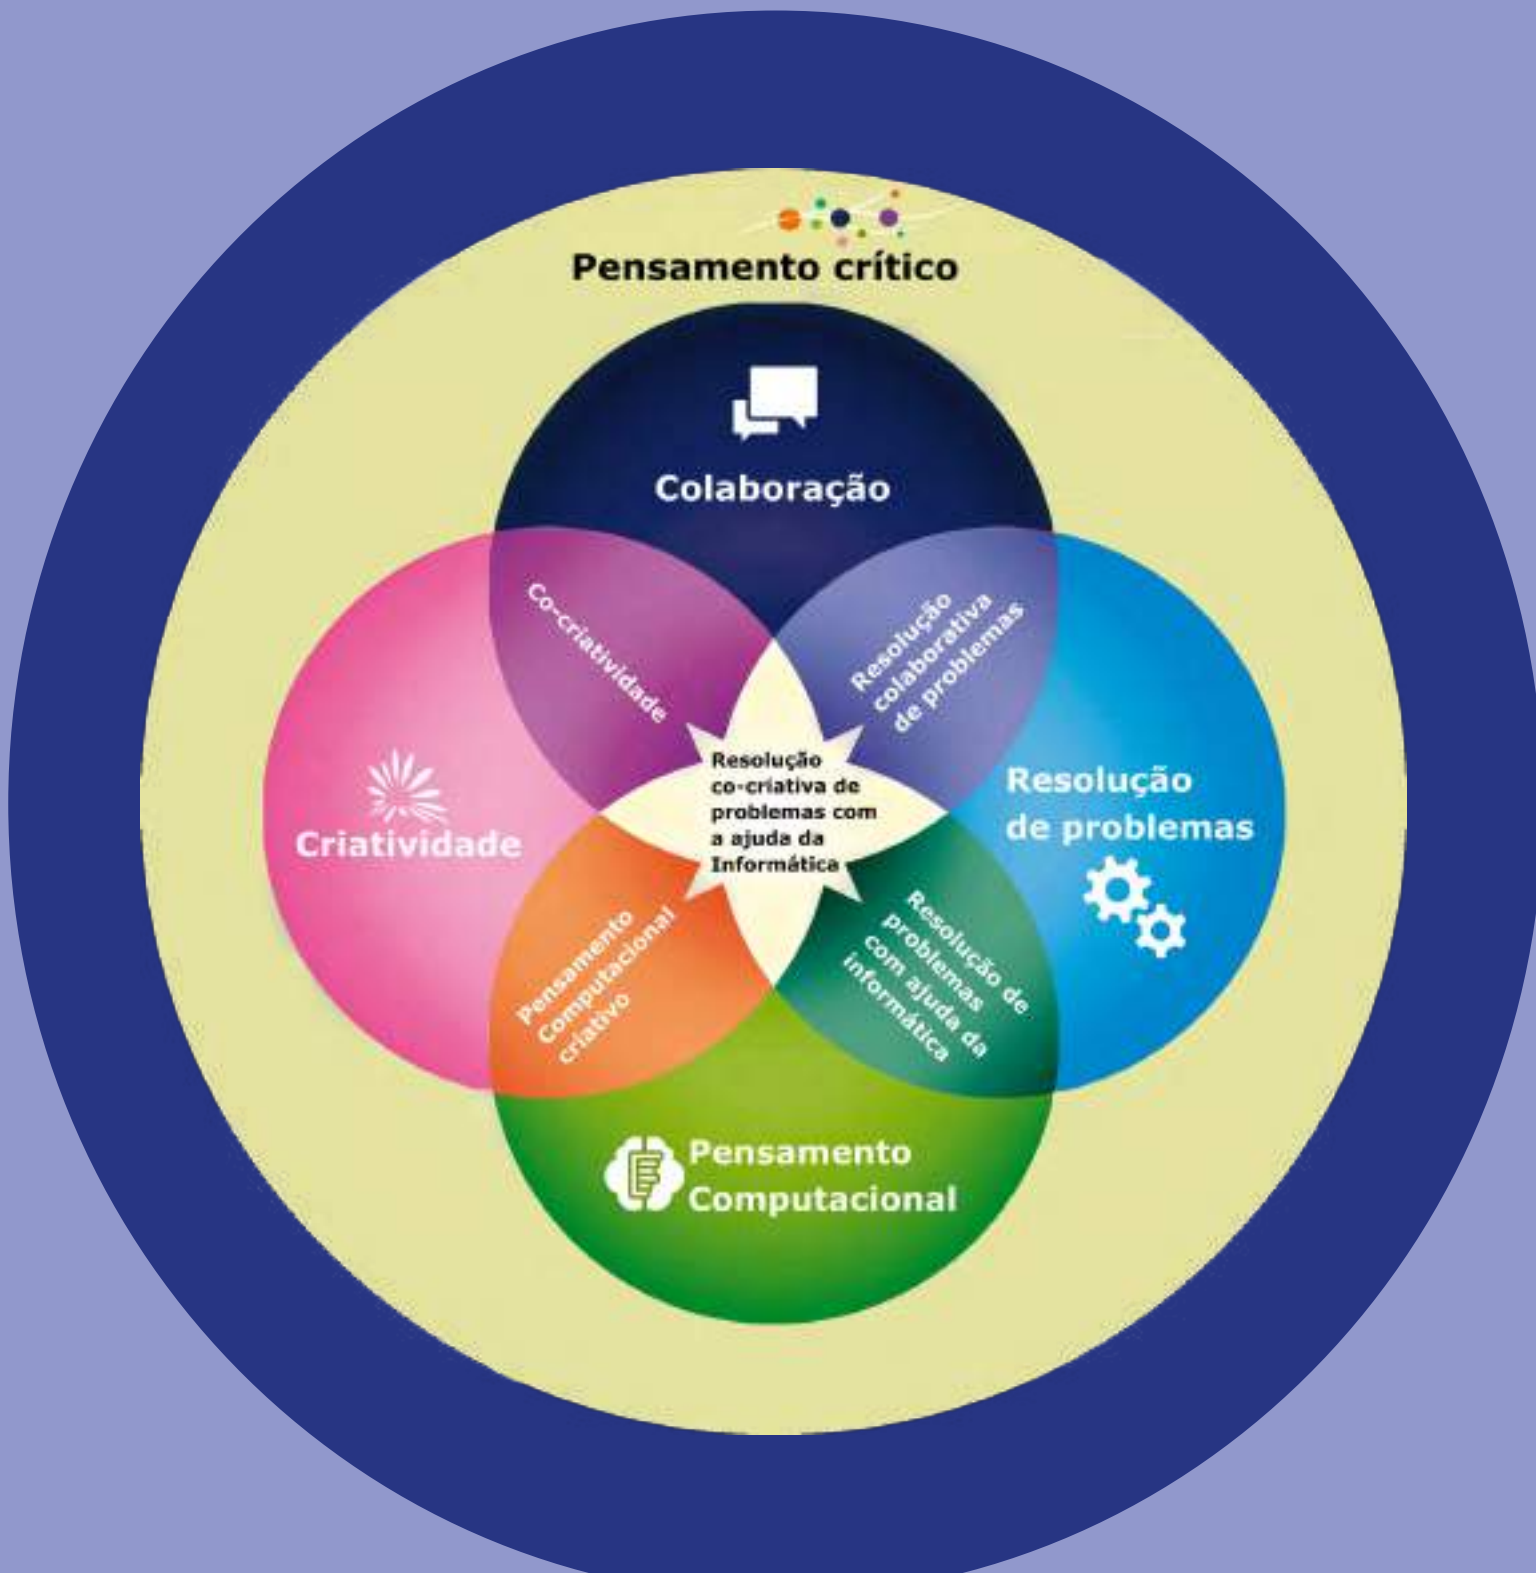 Pensamento crítico
Colaboração
Co-criatividade
Resolução
colaborativa
de problemas
Criatividade
Resolução
co-criativa de
problemas com
a ajuda da
Informática
Resolução
de problemas
Pensamento
Computacional
criativo
Resolução de
problemas
com ajuda da
informática
Pensamento
Computacional